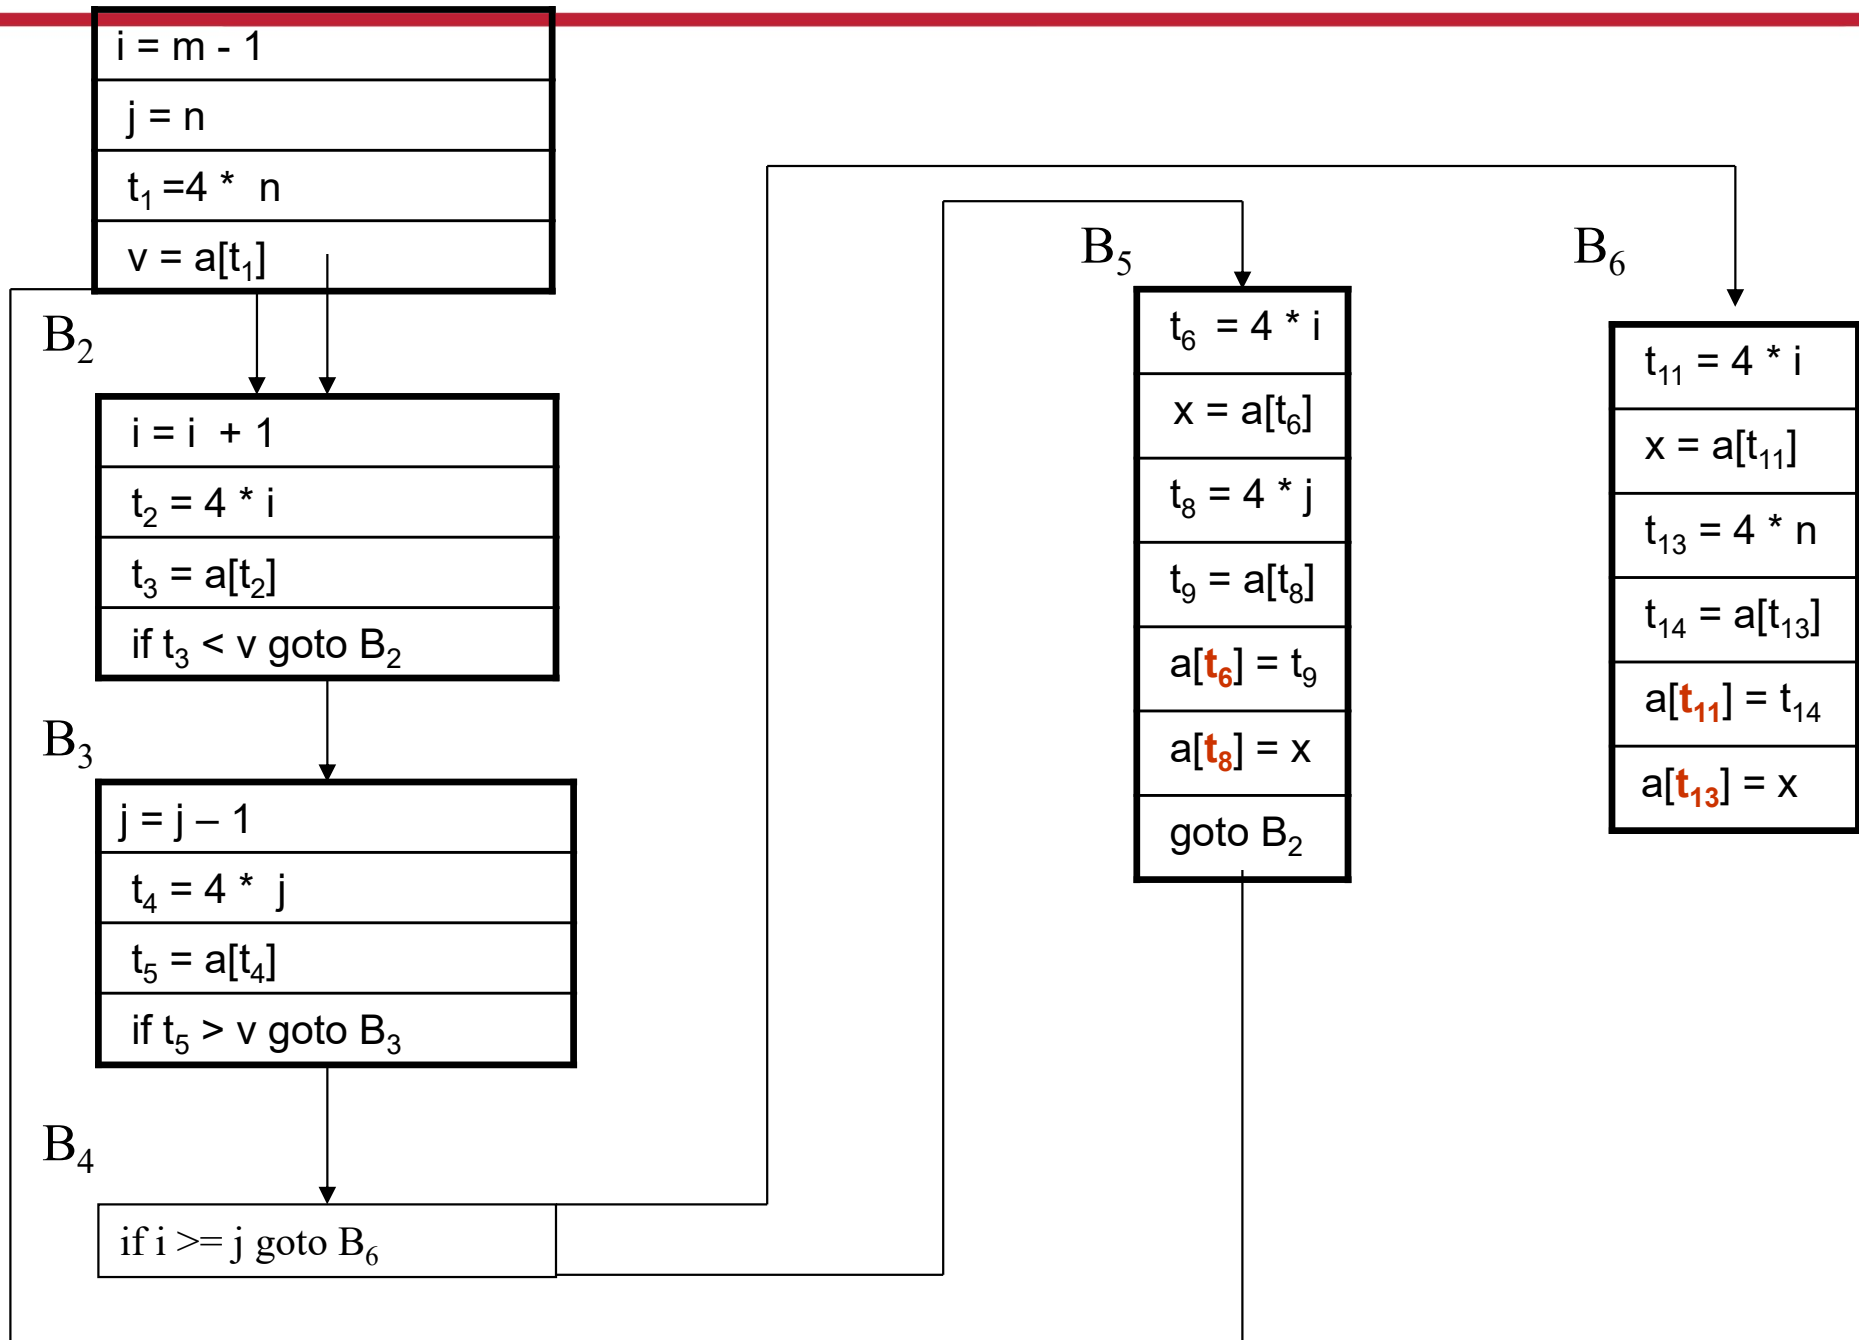 i = m - 1
j = n
t₁ =4 * n
v = a[t₁]
B₂
i = i + 1
t₂ = 4 * i
t₃ = a[t₂]
if t₃ < v goto B₂
B₃
j = j – 1
t₄ = 4 * j
t₅ = a[t₄]
if t₅ > v goto B₃
B₄
if i >= j goto B₆
B₅
t₆ = 4 * i
x = a[t₆]
t₈ = 4 * j
t₉ = a[t₈]
a[t₆] = t₉
a[t₈] = x
goto B₂
B₆
t₁₁ = 4 * i
x = a[t₁₁]
t₁₃ = 4 * n
t₁₄ = a[t₁₃]
a[t₁₁] = t₁₄
a[t₁₃] = x